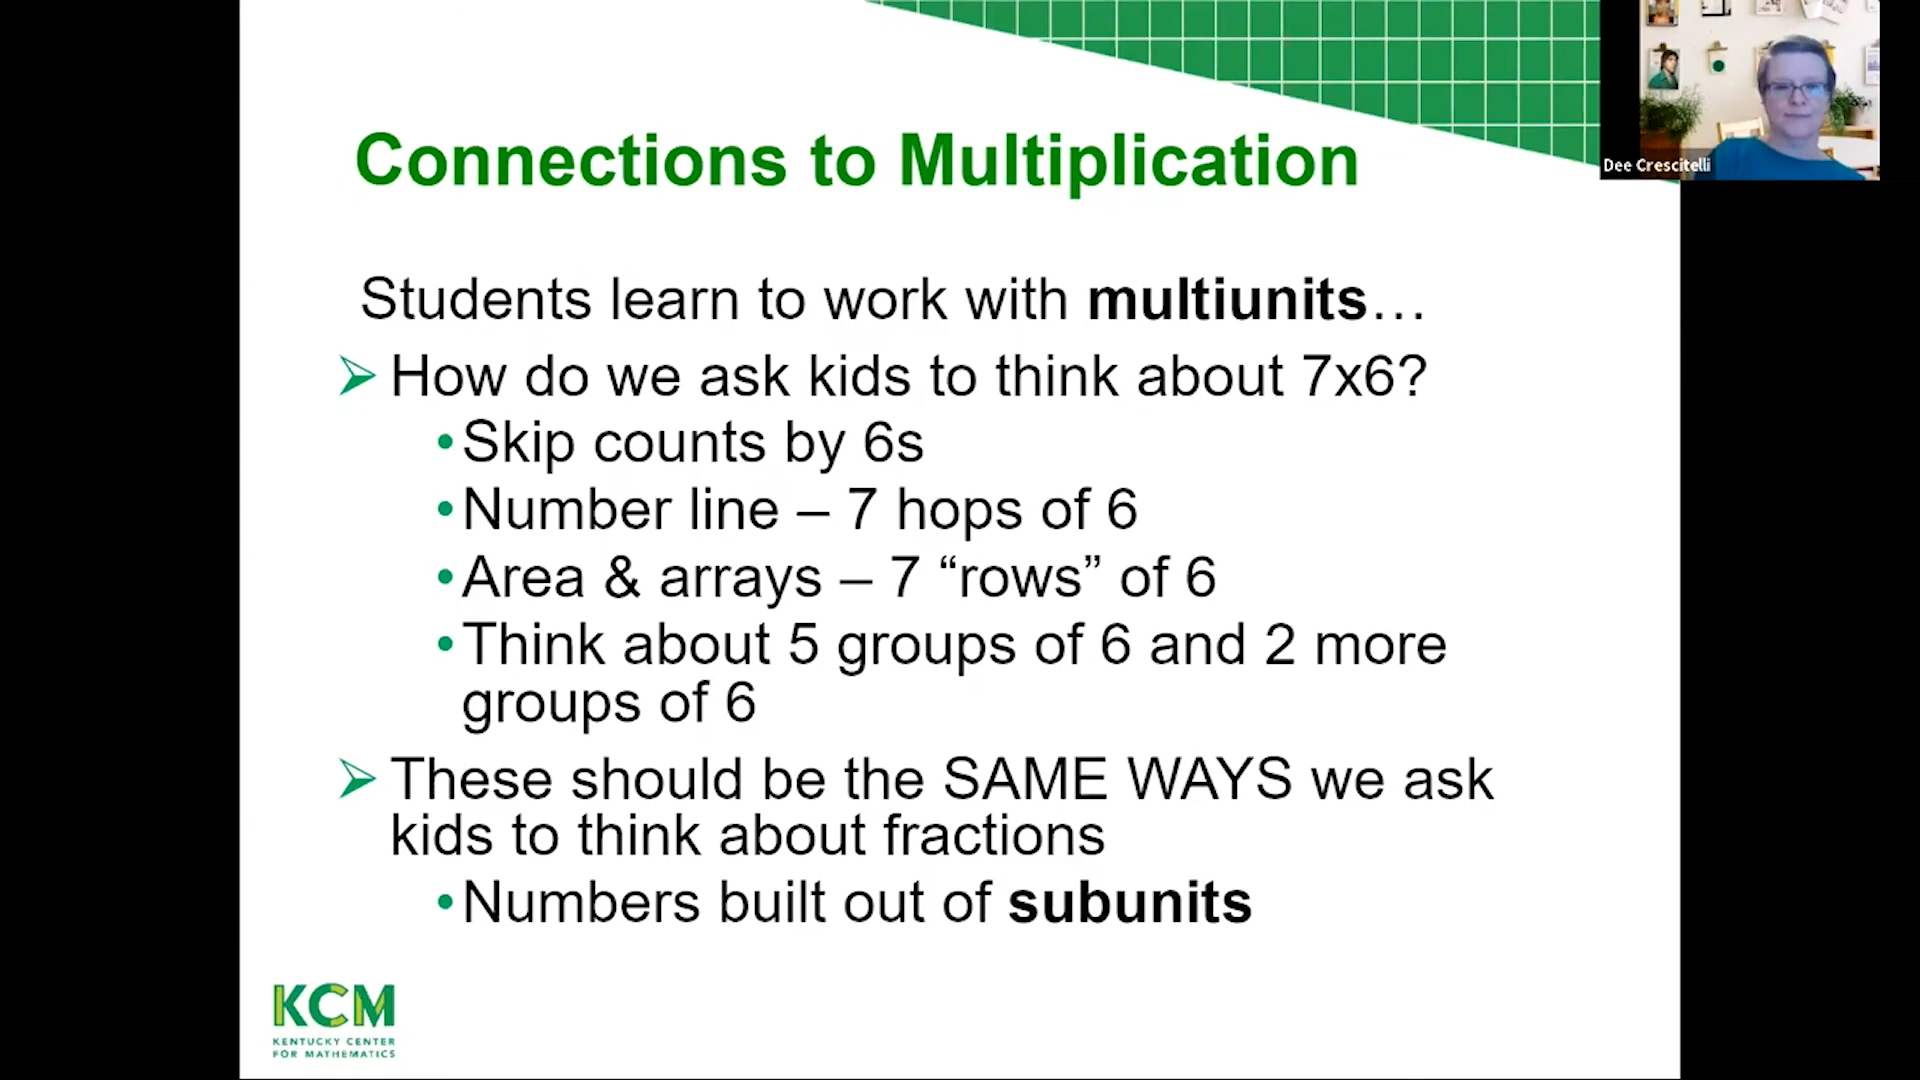 Dee Crescitelli
Connections to Multiplication
Students learn to work with multiunits…
How do we ask kids to think about 7x6?
•Skip counts by 6s
•Number line – 7 hops of 6
•Area & arrays – 7 “rows” of 6
•Think about 5 groups of 6 and 2 more
groups of 6
These should be the SAME WAYS we ask
kids to think about fractions
•Numbers built out of subunits
KCM
KENTUCKY CENTER
FOR MATHEMATICS